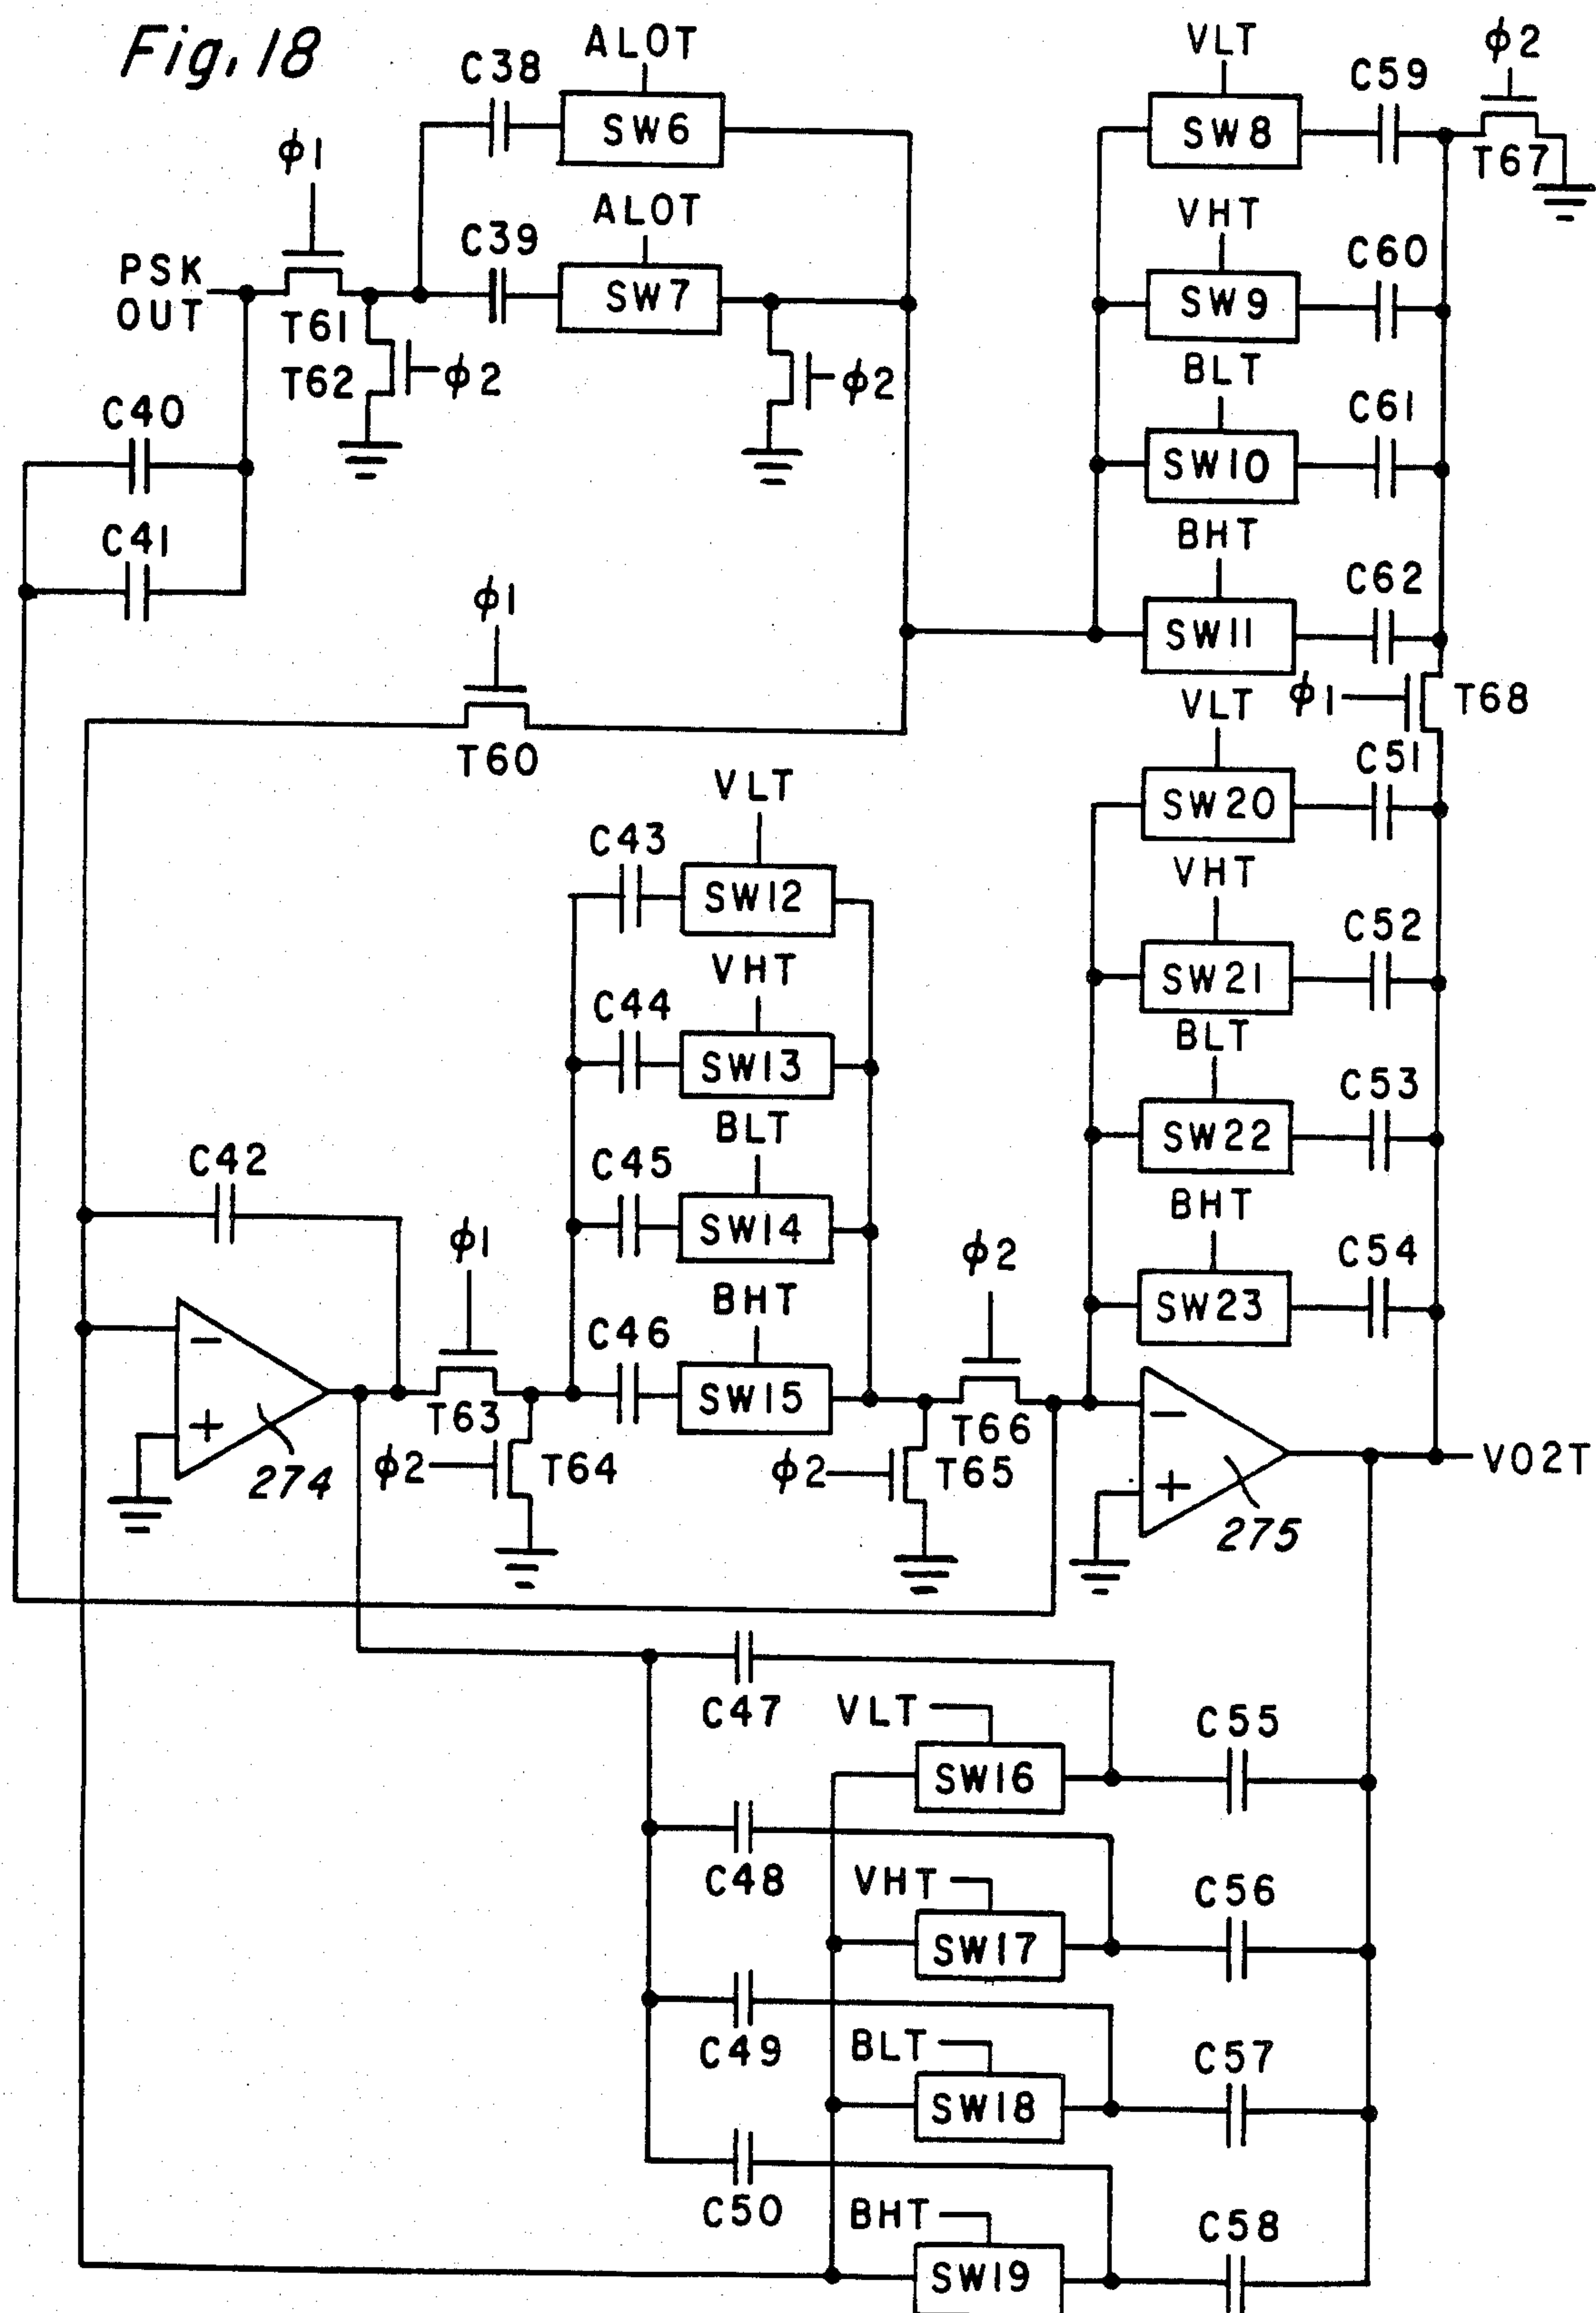 Fig. 18
ALOT
C38
SW6
φ1
ALOT
C39
SW7
PSK
OUT
T61
T62
φ2
φ2
C40
C41
φ1
T60
VLT
C59
φ2
SW8
T67
VHT
C60
SW9
BLT
C61
SW10
BHT
C62
SW11
φ1
T68
VLT
C51
SW20
VHT
C52
SW21
BLT
C53
SW22
BHT
C54
SW23
VLT
C43
SW12
VHT
C44
SW13
BLT
C45
SW14
BHT
C46
SW15
C42
φ1
−
+
274
T63
φ2
T64
φ2
T66
φ2
T65
−
+
275
VO2T
C47
VLT
SW16
C55
C48
VHT
SW17
C56
C49
BLT
SW18
C57
C50
BHT
SW19
C58